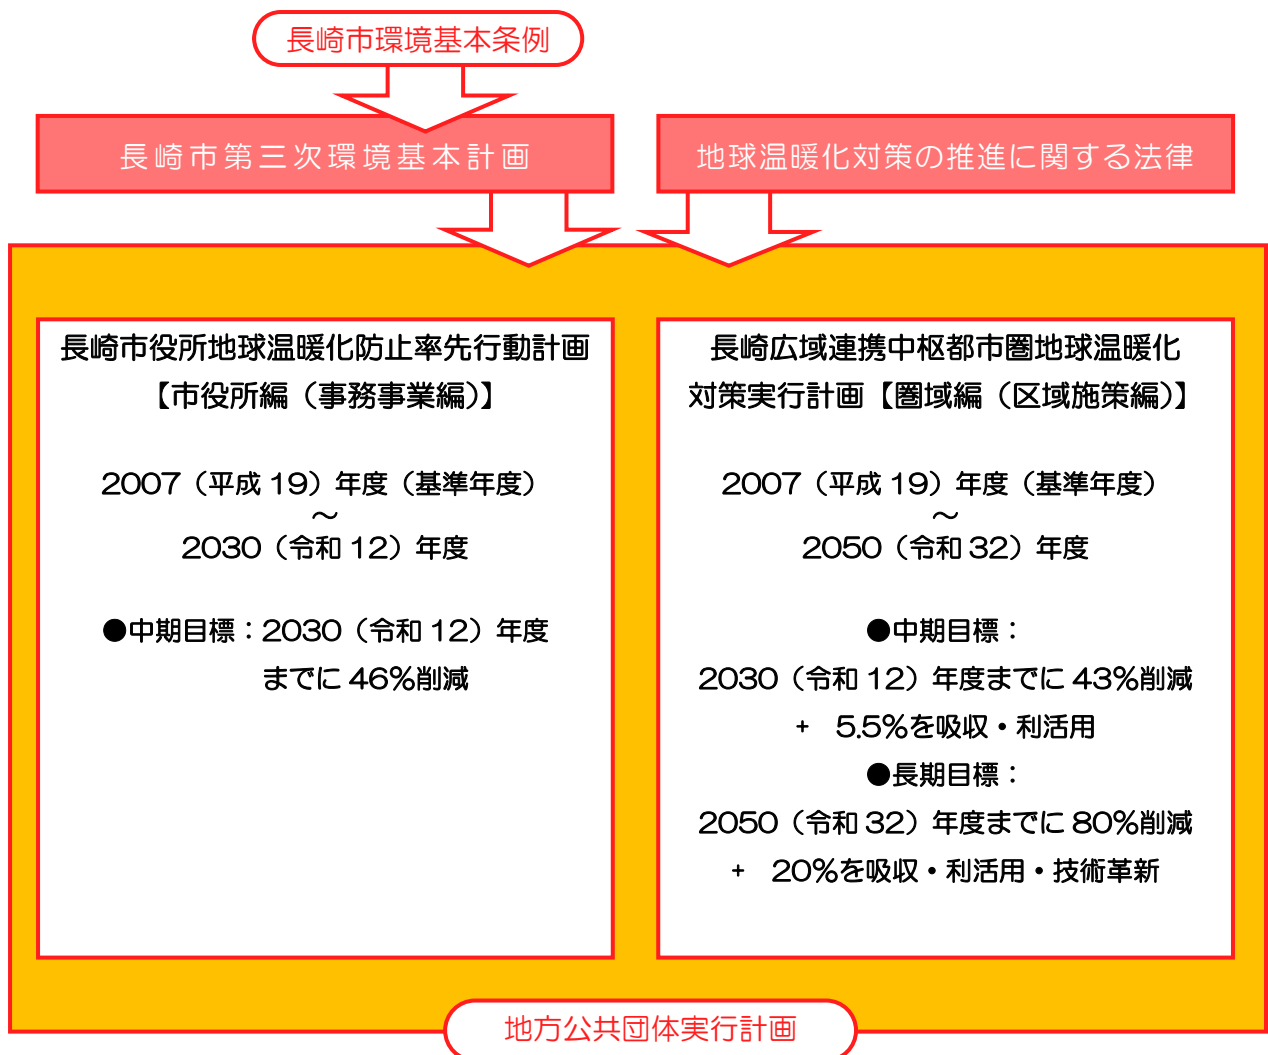 長崎市環境基本条例
長崎市第三次環境基本計画
地球温暖化対策の推進に関する法律
長崎市役所地球温暖化防止率先行動計画
【市役所編（事務事業編）】
2007（平成19）年度（基準年度）
～
2030（令和12）年度
●中期目標：2030（令和12）年度
までに46％削減
長崎広域連携中枢都市圏地球温暖化
対策実行計画【圏域編（区域施策編）】
2007（平成19）年度（基準年度）
～
2050（令和32）年度
●中期目標：
2030（令和12）年度までに43％削減
+　5.5％を吸収・利活用
●長期目標：
2050（令和32）年度までに80％削減
+　20％を吸収・利活用・技術革新
地方公共団体実行計画